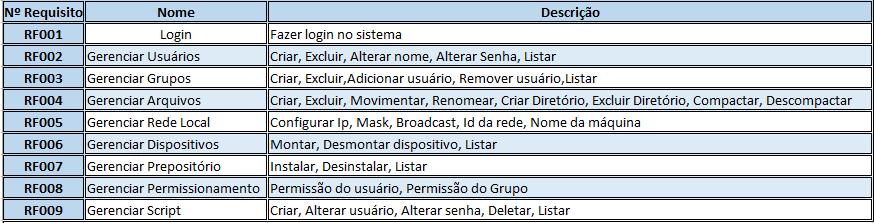 Nº Requisito Nome Descrição
RF001 Login Fazer login no sistema
RF002 Gerenciar Usuários Criar, Excluir, Alterar nome, Alterar Senha, Listar
RF003 Gerenciar Grupos Criar, Excluir,Adicionar usuário, Remover usuário,Listar
RF004 Gerenciar Arquivos Criar, Excluir, Movimentar, Renomear, Criar Diretório, Excluir Diretório, Compactar, Descompactar
RF005 Gerenciar Rede Local Configurar Ip, Mask, Broadcast, Id da rede, Nome da máquina
RF006 Gerenciar Dispositivos Montar, Desmontar dispositivo, Listar
RF007 Gerenciar Prepositório Instalar, Desinstalar, Listar
RF008 Gerenciar Permissionamento Permissão do usuário, Permissão do Grupo
RF009 Gerenciar Script Criar, Alterar usuário, Alterar senha, Deletar, Listar